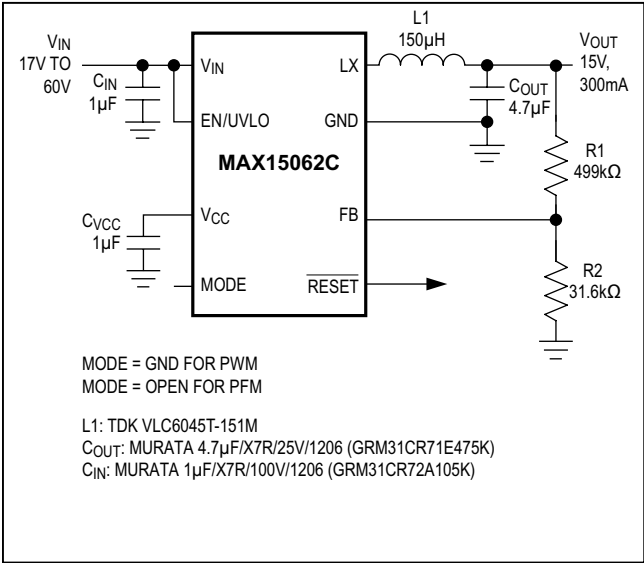 VIN
17V TO
60V
CIN
1µF
VIN
EN/UVLO
MAX15062C
LX
GND
L1
150µH
COUT
4.7µF
VOUT
15V,
300mA
R1
499kΩ
CVCC
1µF
VCC
FB
MODE
RESET
R2
31.6kΩ
MODE = GND FOR PWM
MODE = OPEN FOR PFM
L1: TDK VLC6045T-151M
COUT: MURATA 4.7µF/X7R/25V/1206 (GRM31CR71E475K)
CIN: MURATA 1µF/X7R/100V/1206 (GRM31CR72A105K)